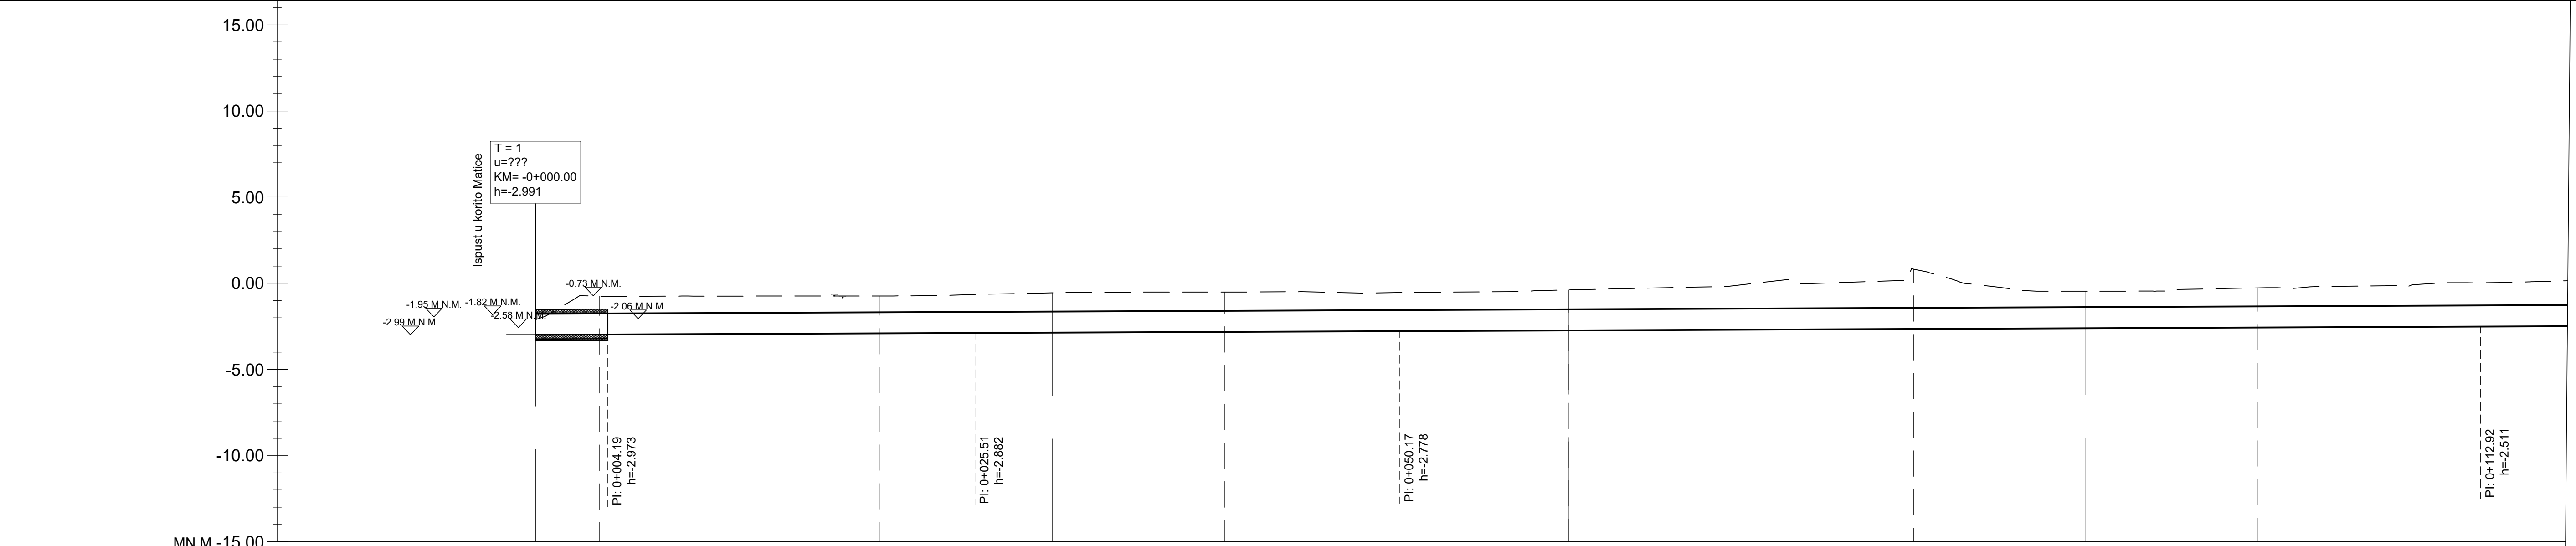 15.00
10.00
5.00
0.00
-5.00
-10.00
MN.M.-15.00
Ispust u korito Matice
T = 1
u=???
KM= -0+000.00
h=-2.991
-0.73 M N.M.
-1.95 M N.M.
-1.82 M N.M.
-2.06 M N.M.
-2.58 M N.M.
-2.99 M N.M.
PI: 0+004.19
h=-2.973
PI: 0+025.51
h=-2.882
PI: 0+050.17
h=-2.778
PI: 0+112.92
h=-2.511